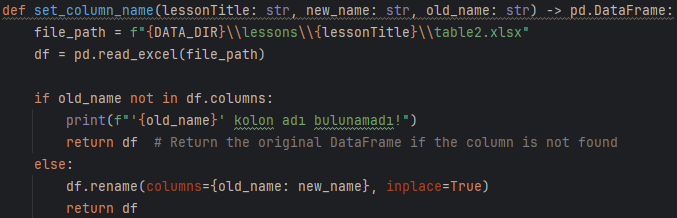 def set_column_name(lessonTitle: str, new_name: str, old_name: str) -> pd.DataFrame:
    file_path = f"{DATA_DIR}\\lessons\\{lessonTitle}\\table2.xlsx"
    df = pd.read_excel(file_path)

    if old_name not in df.columns:
        print(f"'{old_name}' kolon adı bulunamadı!")
        return df  # Return the original DataFrame if the column is not found
    else:
        df.rename(columns={old_name: new_name}, inplace=True)
        return df